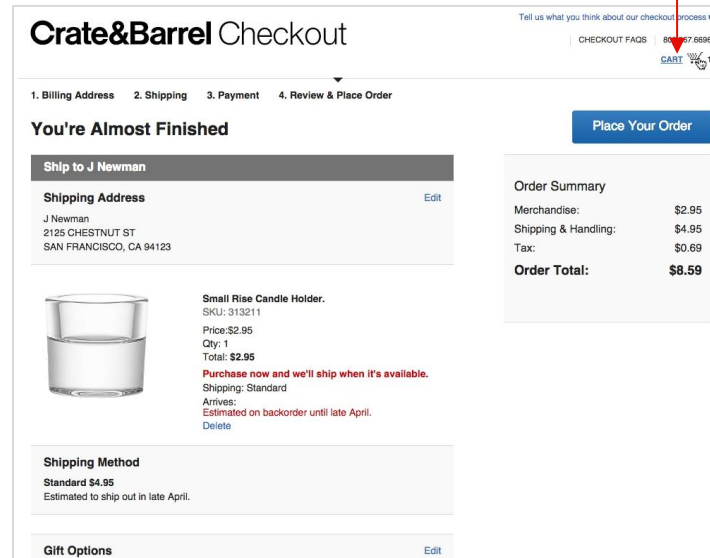 Tell us what you think about our checkout process
Crate&Barrel Checkout
CHECKOUT FAQS
CART
1. Billing Address 2. Shipping 3. Payment 4. Review & Place Order
You're Almost Finished
Place Your Order
Ship to J Newman
Shipping Address Edit
J Newman
2125 CHESTNUT ST
SAN FRANCISCO, CA 94123
Order Summary
Merchandise: $2.95
Shipping & Handling: $4.95
Tax: $0.69
Order Total: $8.59
Small Rise Candle Holder.
SKU: 313211
Price:$2.95
Qty: 1
Total: $2.95
Purchase now and we'll ship when it's available.
Shipping: Standard
Arrives:
Estimated on backorder until late April.
Delete
Shipping Method
Standard $4.95
Estimated to ship out in late April.
Gift Options Edit